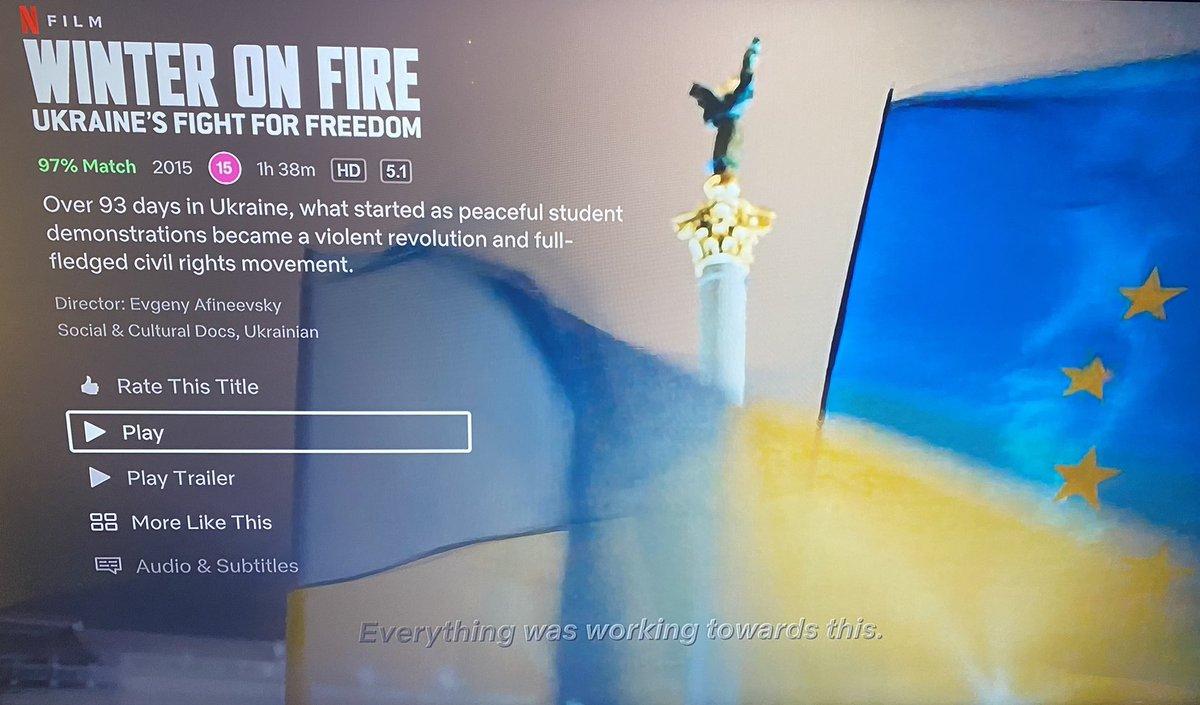 N FILM
WINTER ON FIRE
UKRAINE'S FIGHT FOR FREEDOM
97% Match 2015 15 1h 38m HD 5.1
Over 93 days in Ukraine, what started as peaceful student
demonstrations became a violent revolution and full-
fledged civil rights movement.
Director: Evgeny Afineevsky
Social & Cultural Docs, Ukrainian
Rate This Title
Play
Play Trailer
More Like This
Audio & Subtitles
Everything was working towards this.